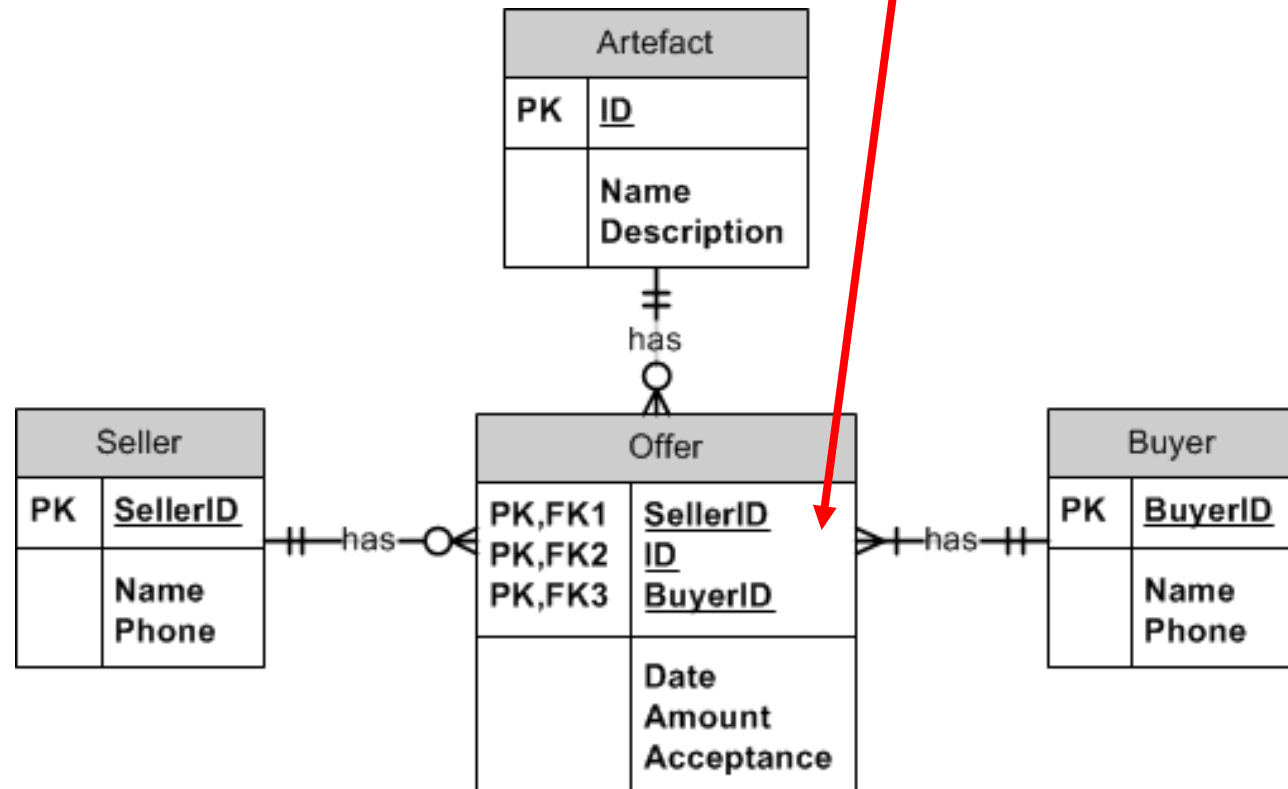 Artefact
PK ID
Name
Description
has
Seller
PK SellerID
Name
Phone
has
Offer
PK,FK1 SellerID
PK,FK2 ID
PK,FK3 BuyerID
Date
Amount
Acceptance
has
Buyer
PK BuyerID
Name
Phone